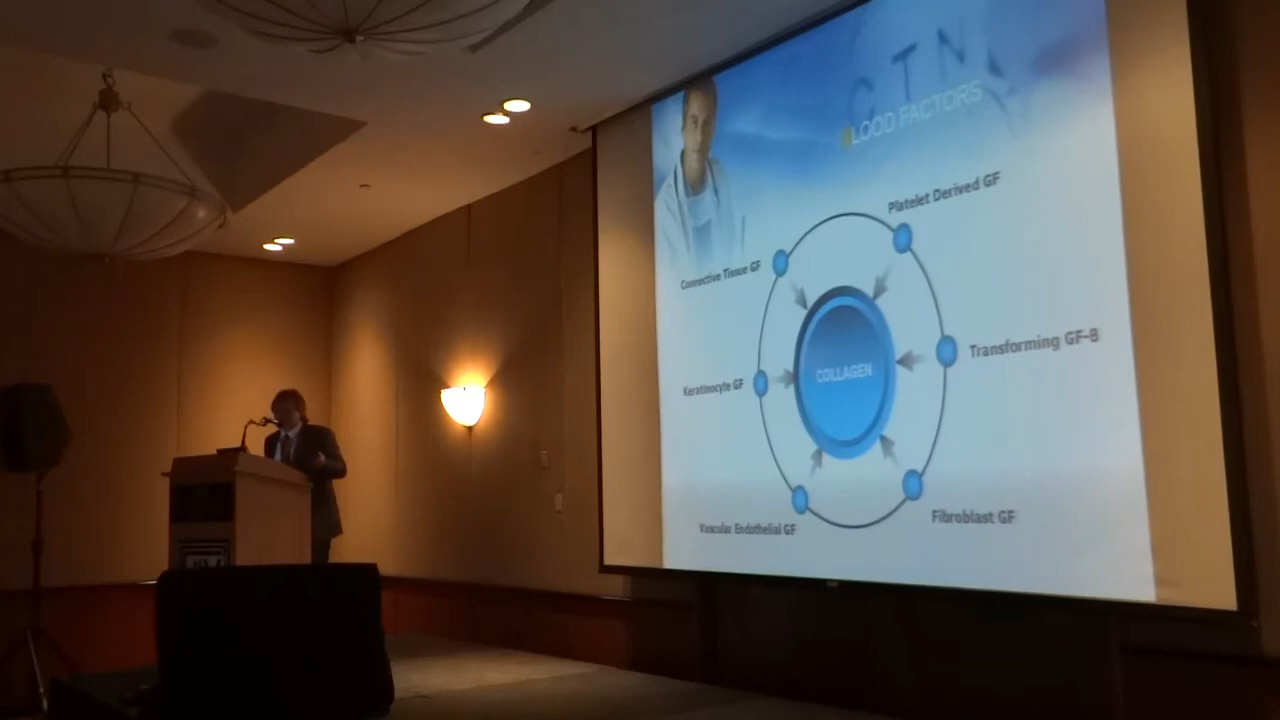 BLOOD FACTORS
Platelet Derived GF
Connective Tissue GF
Transforming GF-B
COLLAGEN
Keratinocyte GF
Fibroblast GF
Vascular Endothelial GF